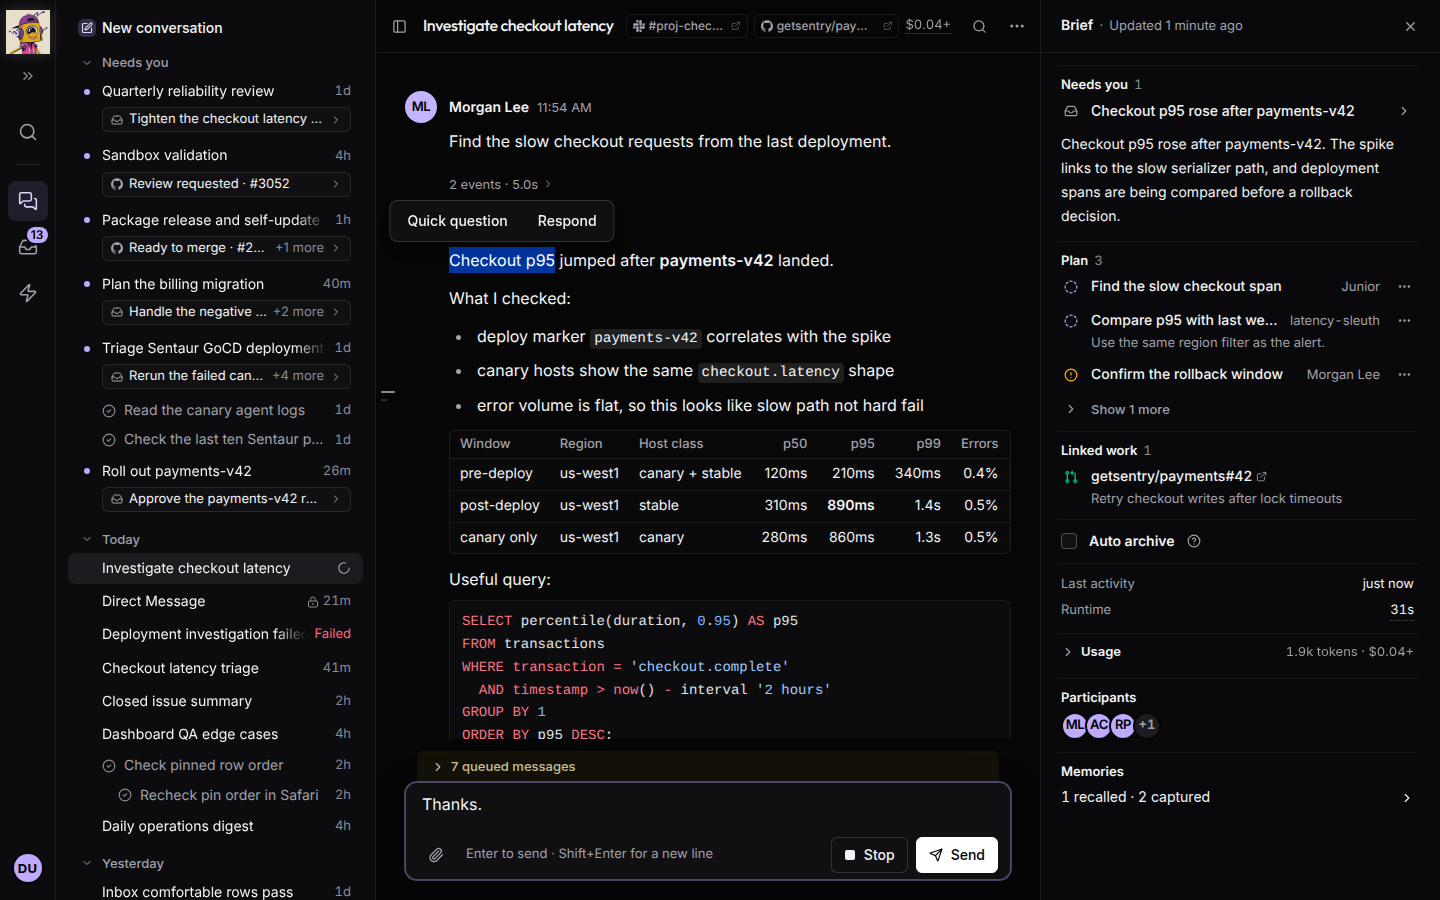 New conversation
Needs you
Quarterly reliability review 1d
Tighten the checkout latency ...
Sandbox validation 4h
Review requested · #3052
Package release and self-update 1h
Ready to merge · #2... +1 more
Plan the billing migration 40m
Handle the negative ... +2 more
Triage Sentaur GoCD deployment 1d
Rerun the failed can... +4 more
Read the canary agent logs 1d
Check the last ten Sentaur p... 1d
Roll out payments-v42 26m
Approve the payments-v42 r...
Today
Investigate checkout latency
Direct Message 21m
Deployment investigation failed Failed
Checkout latency triage 41m
Closed issue summary 2h
Dashboard QA edge cases 4h
Check pinned row order 2h
Recheck pin order in Safari 2h
Daily operations digest 4h
Yesterday
Inbox comfortable rows pass 1d
13
DU
Investigate checkout latency #proj-chec... getsentry/pay... $0.04+
ML Morgan Lee 11:54 AM
Find the slow checkout requests from the last deployment.
2 events · 5.0s
Quick question Respond
Checkout p95 jumped after payments-v42 landed.
What I checked:
• deploy marker payments-v42 correlates with the spike
• canary hosts show the same checkout.latency shape
• error volume is flat, so this looks like slow path not hard fail
Window Region Host class p50 p95 p99 Errors
pre-deploy us-west1 canary + stable 120ms 210ms 340ms 0.4%
post-deploy us-west1 stable 310ms 890ms 1.4s 0.5%
canary only us-west1 canary 280ms 860ms 1.3s 0.5%
Useful query:
SELECT percentile(duration, 0.95) AS p95
FROM transactions
WHERE transaction = 'checkout.complete'
AND timestamp > now() - interval '2 hours'
GROUP BY 1
ORDER BY p95 DESC;
7 queued messages
Thanks.
Enter to send · Shift+Enter for a new line
Stop Send
Brief · Updated 1 minute ago
Needs you 1
Checkout p95 rose after payments-v42
Checkout p95 rose after payments-v42. The spike
links to the slow serializer path, and deployment
spans are being compared before a rollback
decision.
Plan 3
Find the slow checkout span Junior
Compare p95 with last we... latency-sleuth
Use the same region filter as the alert.
Confirm the rollback window Morgan Lee
Show 1 more
Linked work 1
getsentry/payments#42
Retry checkout writes after lock timeouts
Auto archive
Last activity just now
Runtime 31s
Usage 1.9k tokens · $0.04+
Participants
ML AC RP +1
Memories
1 recalled · 2 captured